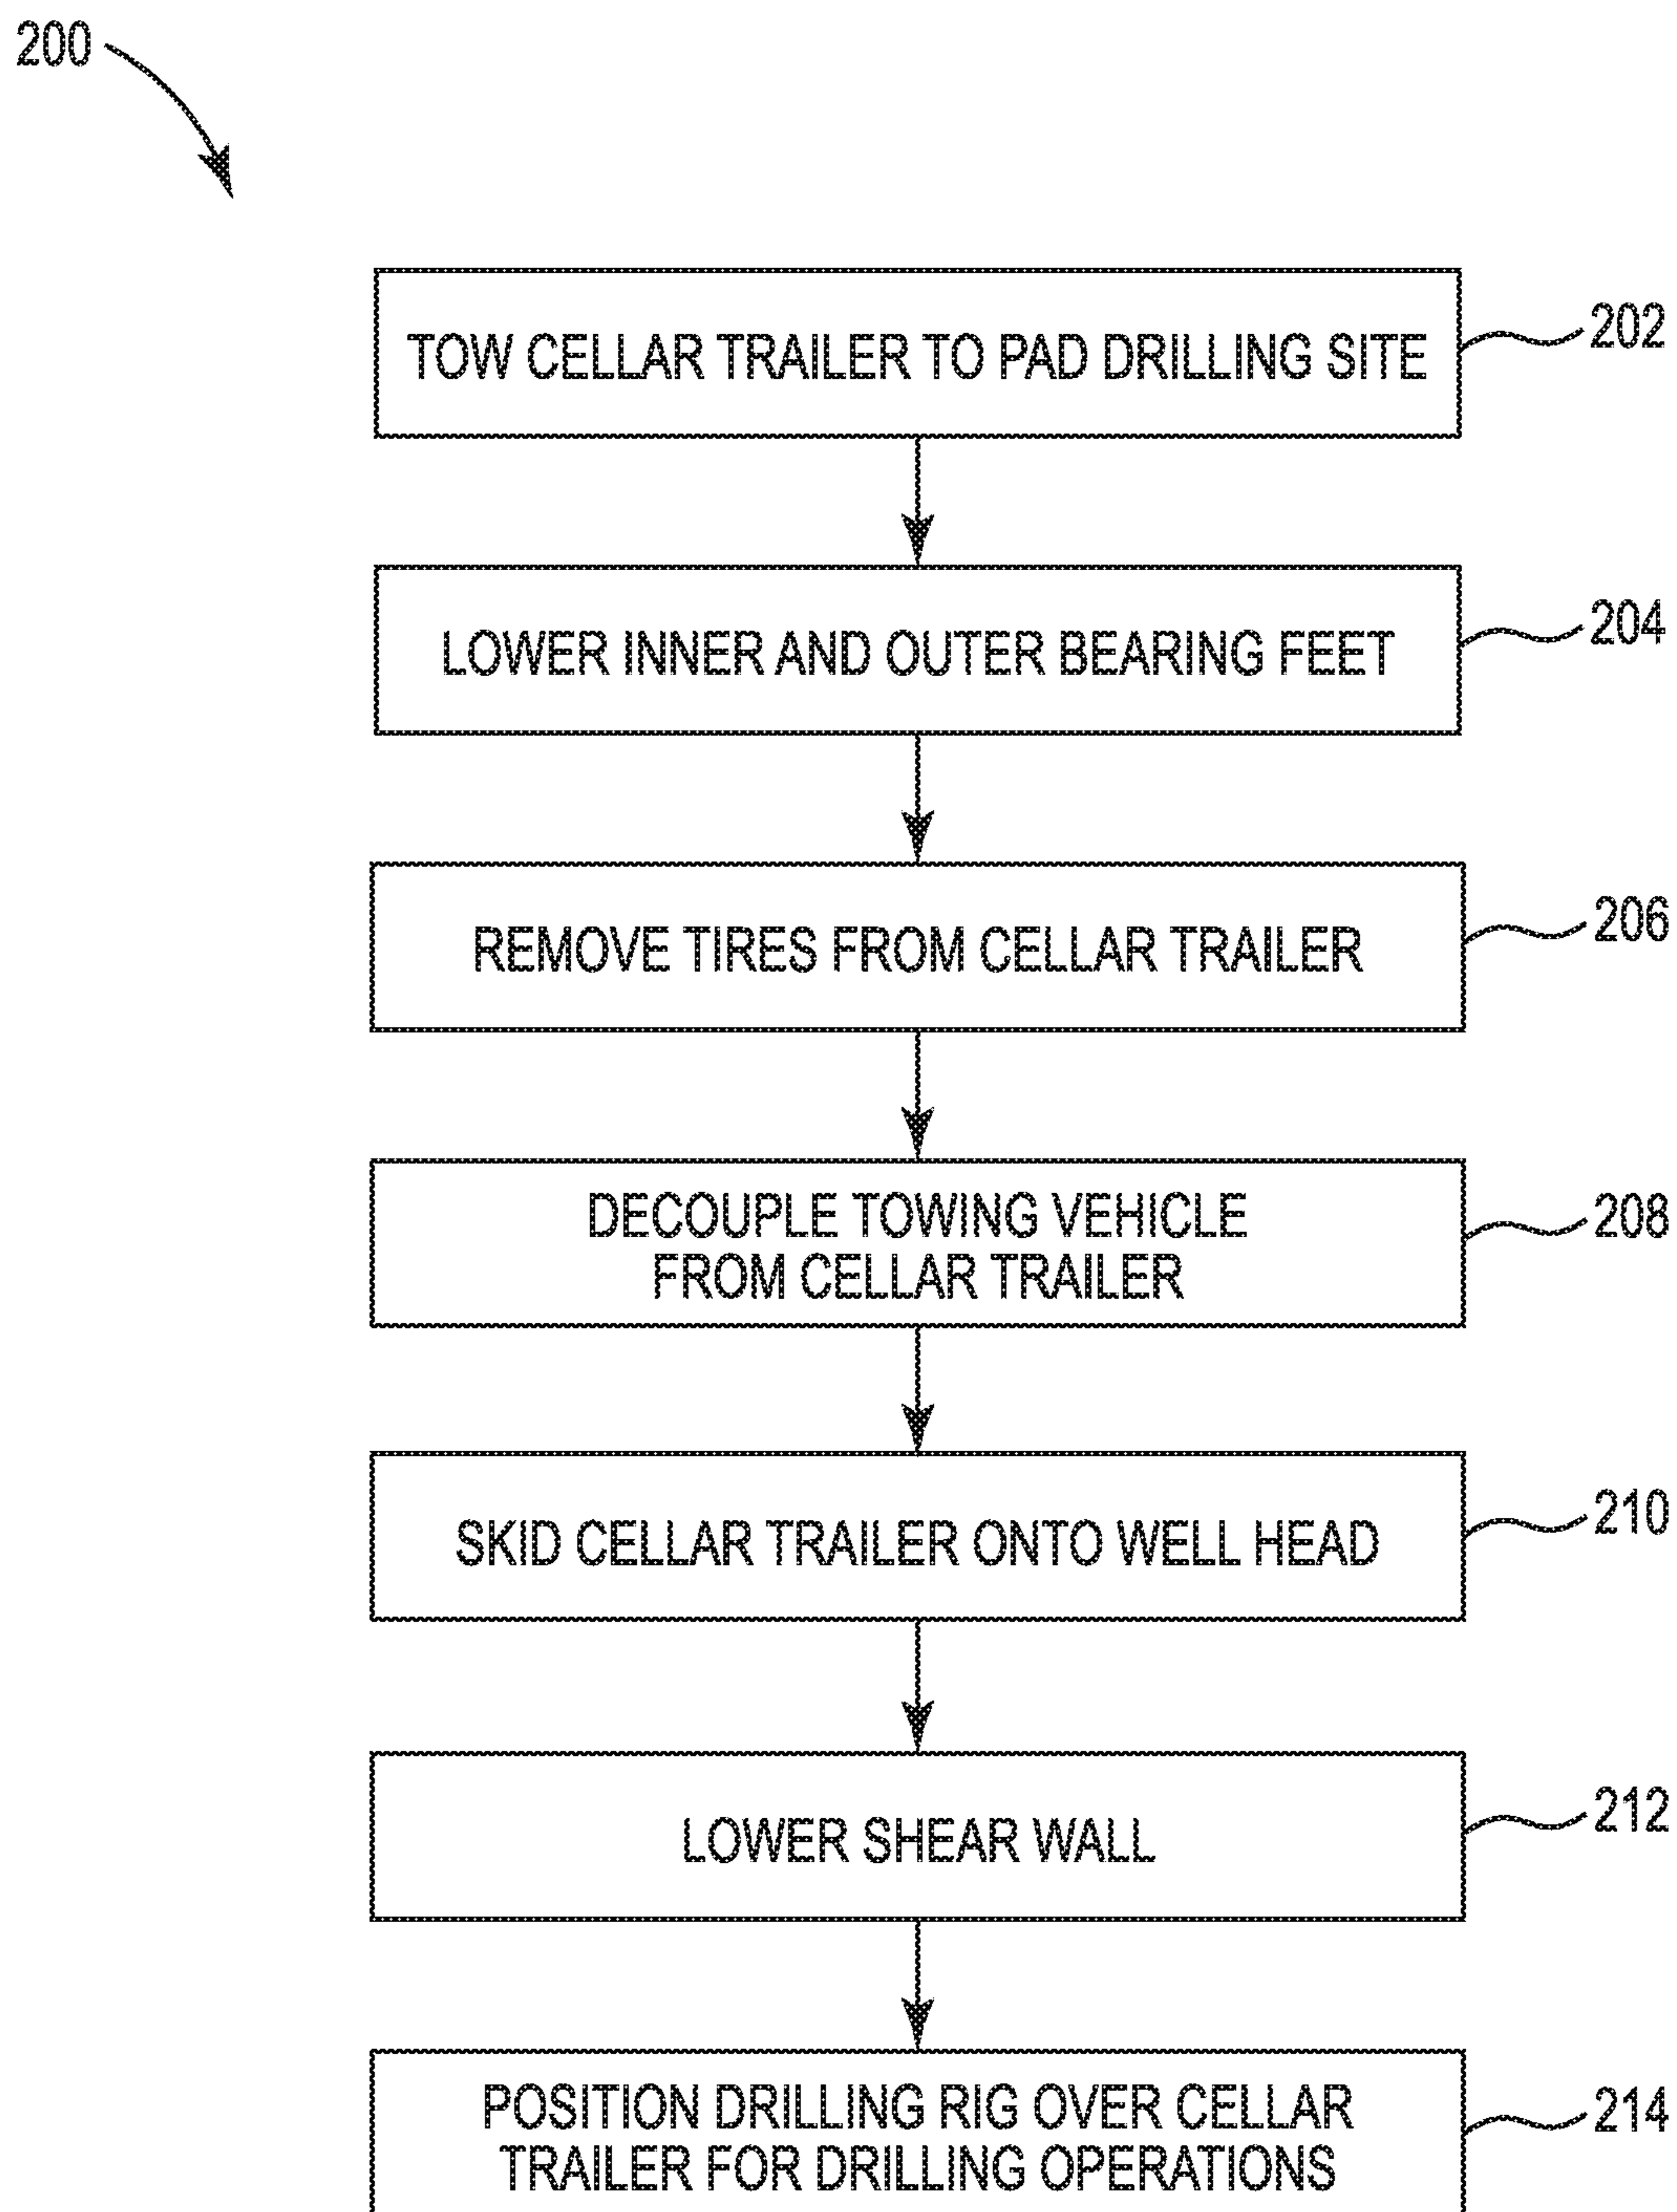 200
TOW CELLAR TRAILER TO PAD DRILLING SITE
202
LOWER INNER AND OUTER BEARING FEET
204
REMOVE TIRES FROM CELLAR TRAILER
206
DECOUPLE TOWING VEHICLE
FROM CELLAR TRAILER
208
SKID CELLAR TRAILER ONTO WELL HEAD
210
LOWER SHEAR WALL
212
POSITION DRILLING RIG OVER CELLAR
TRAILER FOR DRILLING OPERATIONS
214